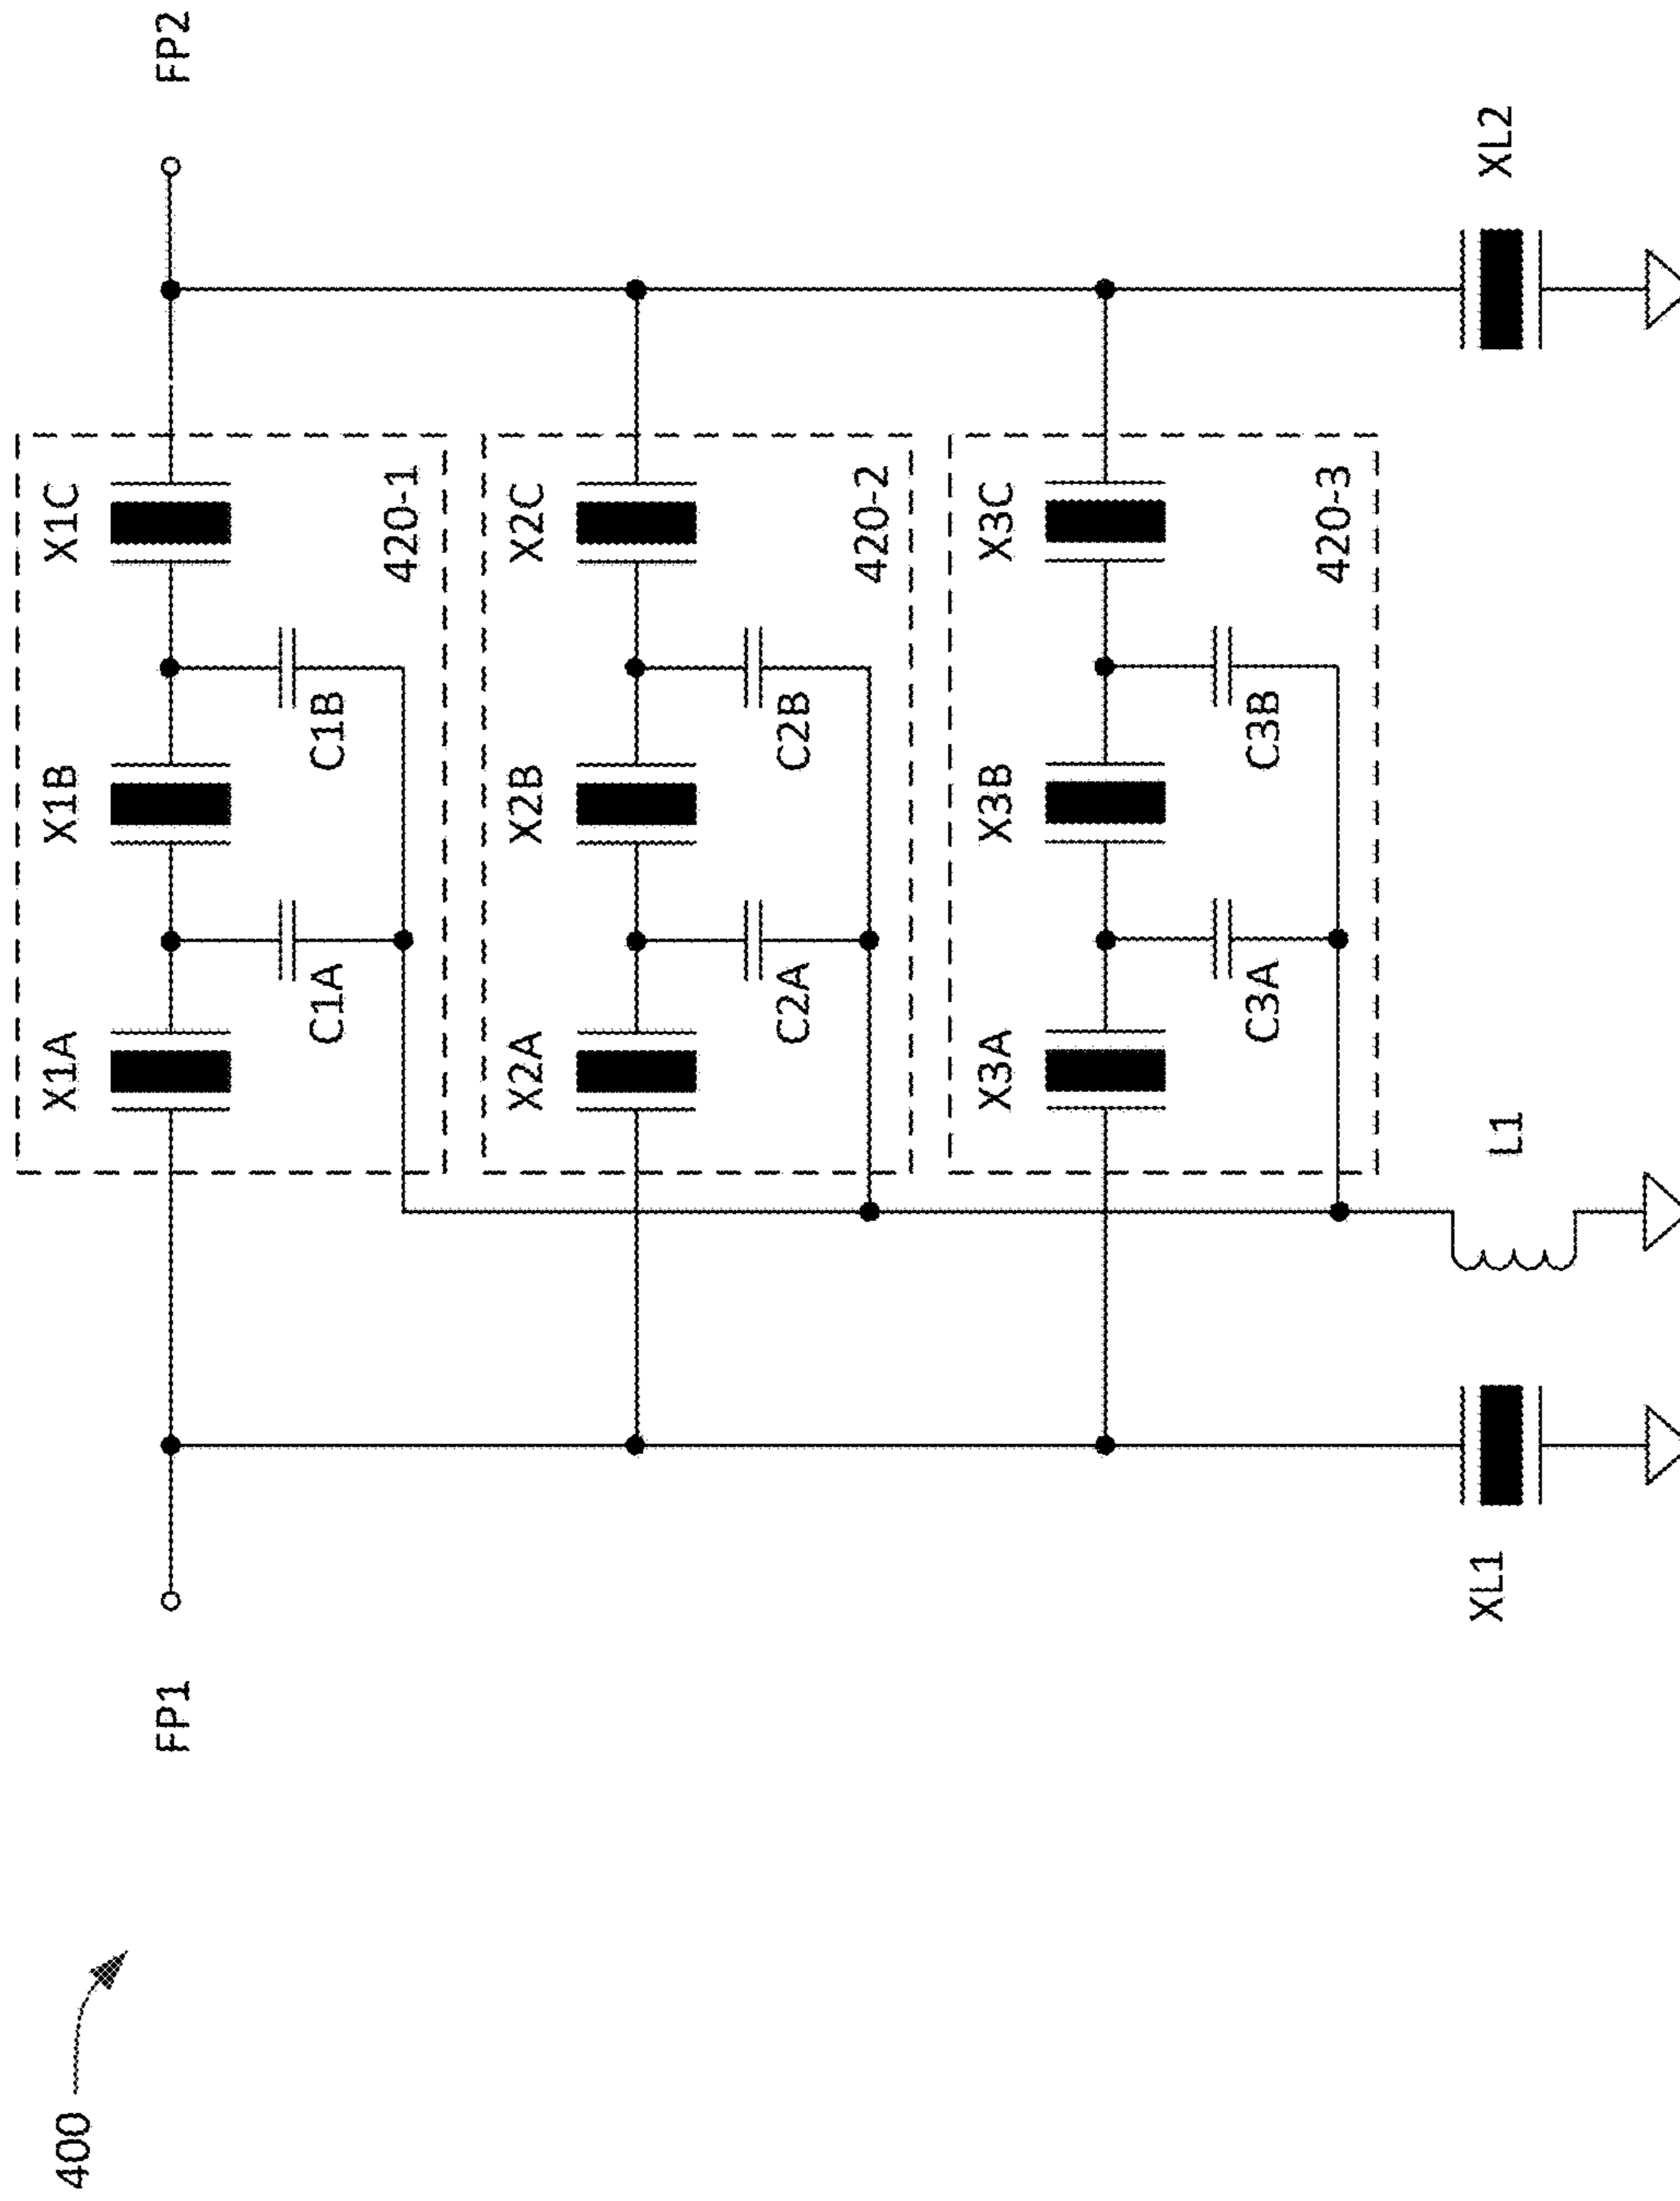 400
X1A
X1B
X1C
C1A
C1B
420-1
FP1
FP2
X2A
X2B
X2C
C2A
C2B
420-2
X3A
X3B
X3C
C3A
C3B
420-3
XL1
L1
XL2